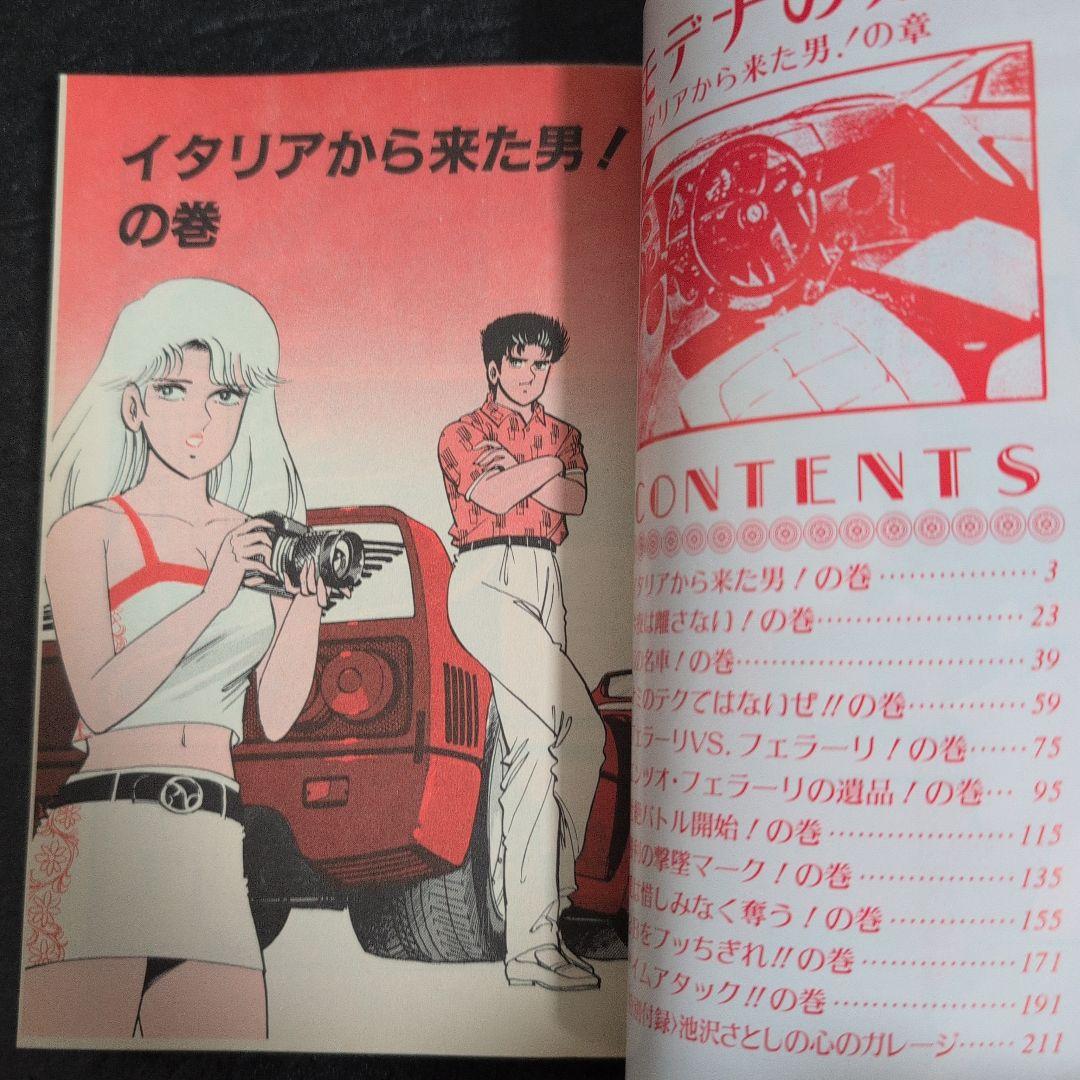 イタリアから来た男！
の巻
モデナの
タリアから来た男！の章
CONTENTS
タリアから来た男！の巻 ……………… 3
は離さない！の巻 ……………… 23
の名車！の巻 ……………… 39
のテクではないぜ!!の巻 ………… 59
ェラーリVS.フェラーリ！の巻 …… 75
ンツォ・フェラーリの遺品！の巻 … 95
バトル開始！の巻 ……………… 115
の撃墜マーク！の巻 ……………… 135
は惜しみなく奪う！の巻 ………… 155
をブッちぎれ!!の巻 ……………… 171
イムアタック!!の巻 ……………… 191
付録〉池沢さとしの心のガレージ …… 211